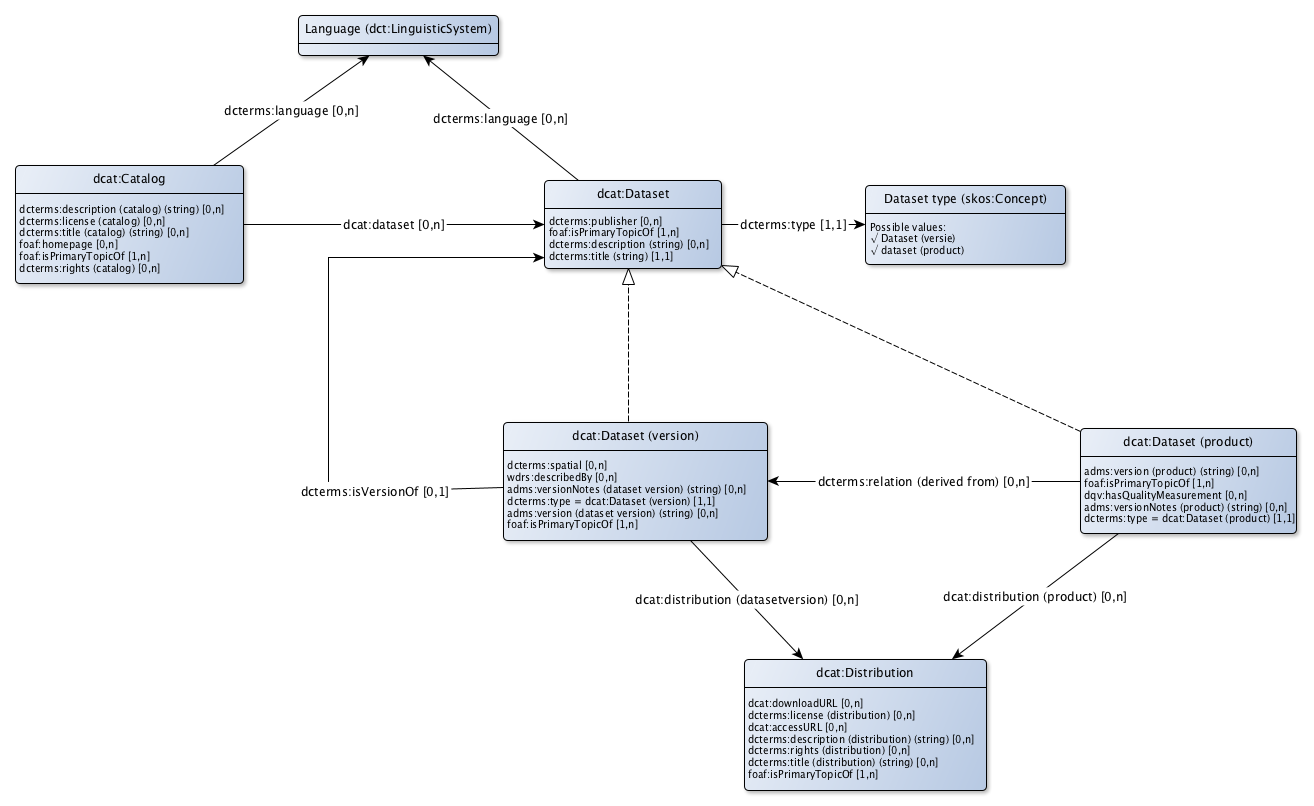 Language (dct:LinguisticSystem)
dcterms:language [0,n]
dcterms:language [0,n]
dcat:Catalog
dcterms:description (catalog) (string) [0,n]
dcterms:license (catalog) [0,n]
dcterms:title (catalog) (string) [0,n]
foaf:homepage [0,n]
foaf:isPrimaryTopicOf [1,n]
dcterms:rights (catalog) [0,n]
dcat:dataset [0,n]
dcat:Dataset
dcterms:publisher [0,n]
foaf:isPrimaryTopicOf [1,n]
dcterms:description (string) [0,n]
dcterms:title (string) [1,1]
dcterms:type [1,1]
Dataset type (skos:Concept)
Possible values:
√ Dataset (versie)
√ dataset (product)
dcterms:isVersionOf [0,1]
dcat:Dataset (version)
dcterms:spatial [0,n]
wdrs:describedBy [0,n]
adms:versionNotes (dataset version) (string) [0,n]
dcterms:type = dcat:Dataset (version) [1,1]
adms:version (dataset version) (string) [0,n]
foaf:isPrimaryTopicOf [1,n]
dcterms:relation (derived from) [0,n]
dcat:Dataset (product)
adms:version (product) (string) [0,n]
foaf:isPrimaryTopicOf [1,n]
dqv:hasQualityMeasurement [0,n]
adms:versionNotes (product) (string) [0,n]
dcterms:type = dcat:Dataset (product) [1,1]
dcat:distribution (datasetversion) [0,n]
dcat:distribution (product) [0,n]
dcat:Distribution
dcat:downloadURL [0,n]
dcterms:license (distribution) [0,n]
dcat:accessURL [0,n]
dcterms:description (distribution) (string) [0,n]
dcterms:rights (distribution) [0,n]
dcterms:title (distribution) (string) [0,n]
foaf:isPrimaryTopicOf [1,n]